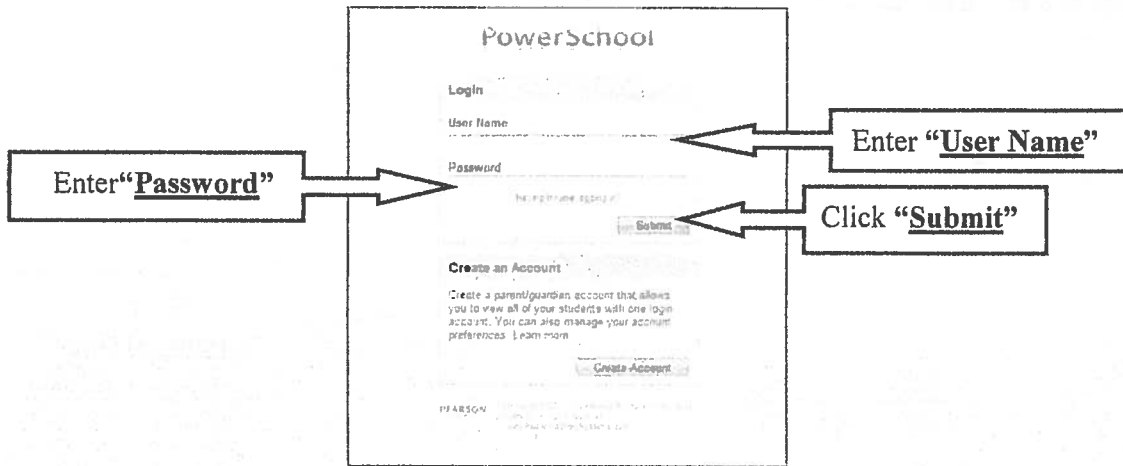 PowerSchool
Login
User Name
Enter “User Name”
Password
Enter“Password”
Submit
Click “Submit”
Create an Account
Create a parent/guardian account that allows
you to view all of your students with one login
account. You can also manage your account
preferences. Learn more
Create Account
PEARSON